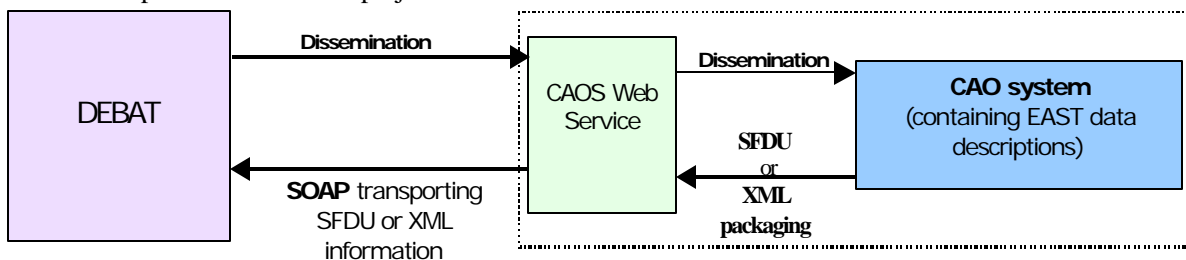 Dissemination
DEBAT
CAOS Web
Service
Dissemination
CAO system
(containing EAST data
descriptions)
SFDU
or
XML
packaging
SOAP transporting
SFDU or XML
information